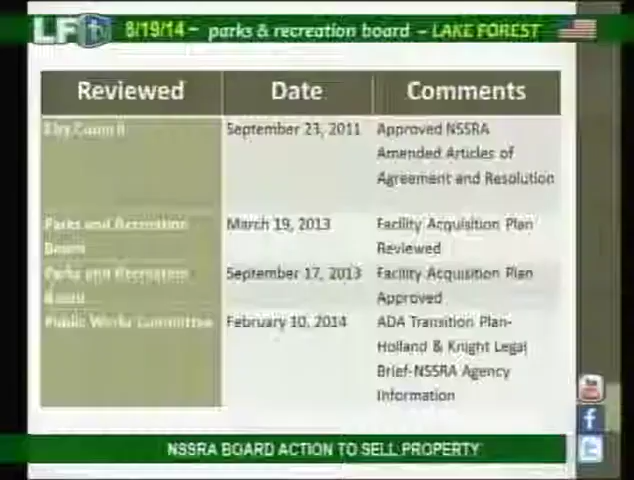 LF
8/19/14 – parks & recreation board – LAKE FOREST
Reviewed Date Comments
City Council September 23, 2011 Approved NSSRA
Amended Articles of
Agreement and Resolution
Parks and Recreation March 19, 2013 Facility Acquisition Plan
Board Reviewed
Parks and Recreation September 17, 2013 Facility Acquisition Plan
Board Approved
Public Works Committee February 10, 2014 ADA Transition Plan-
Holland & Knight Legal
Brief-NSSRA Agency
Information
NSSRA BOARD ACTION TO SELL PROPERTY